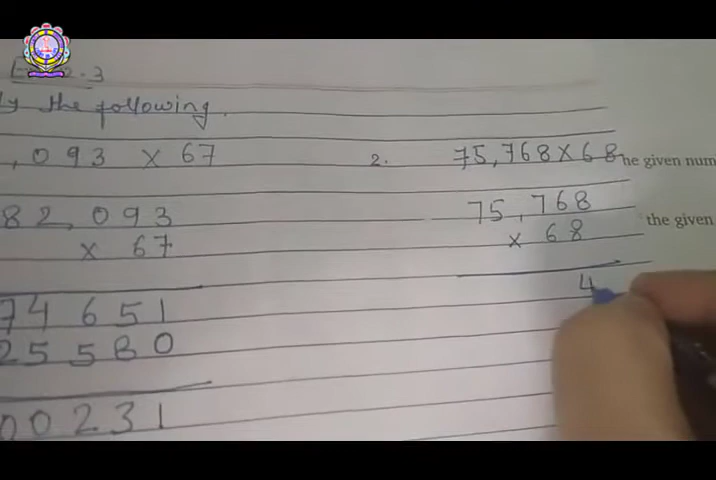 ly the following.
,093 × 67
82,093
× 67
74651
25580
00231
2. 75,768×68
75,768
× 68
4
he given num
the given